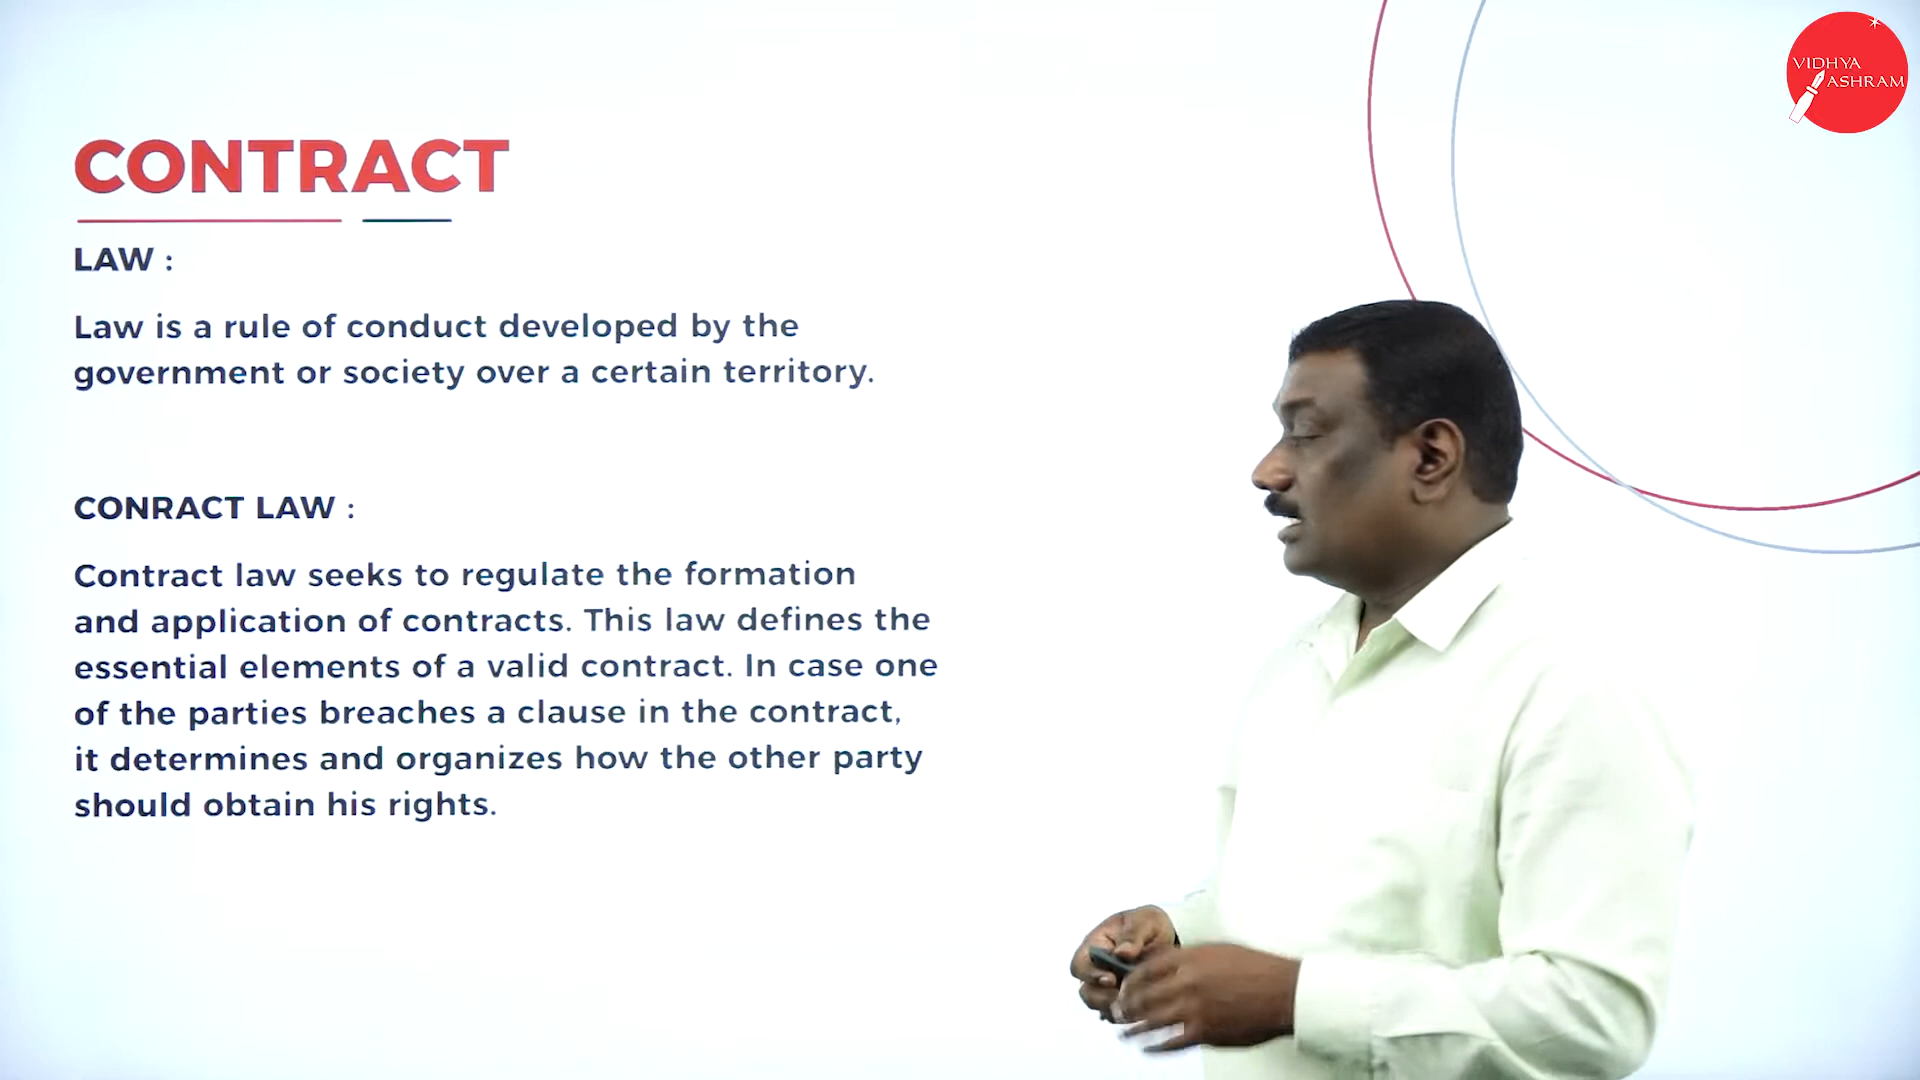 VIDHYA
ASHRAM
CONTRACT
LAW :
Law is a rule of conduct developed by the
government or society over a certain territory.
CONRACT LAW :
Contract law seeks to regulate the formation
and application of contracts. This law defines the
essential elements of a valid contract. In case one
of the parties breaches a clause in the contract,
it determines and organizes how the other party
should obtain his rights.